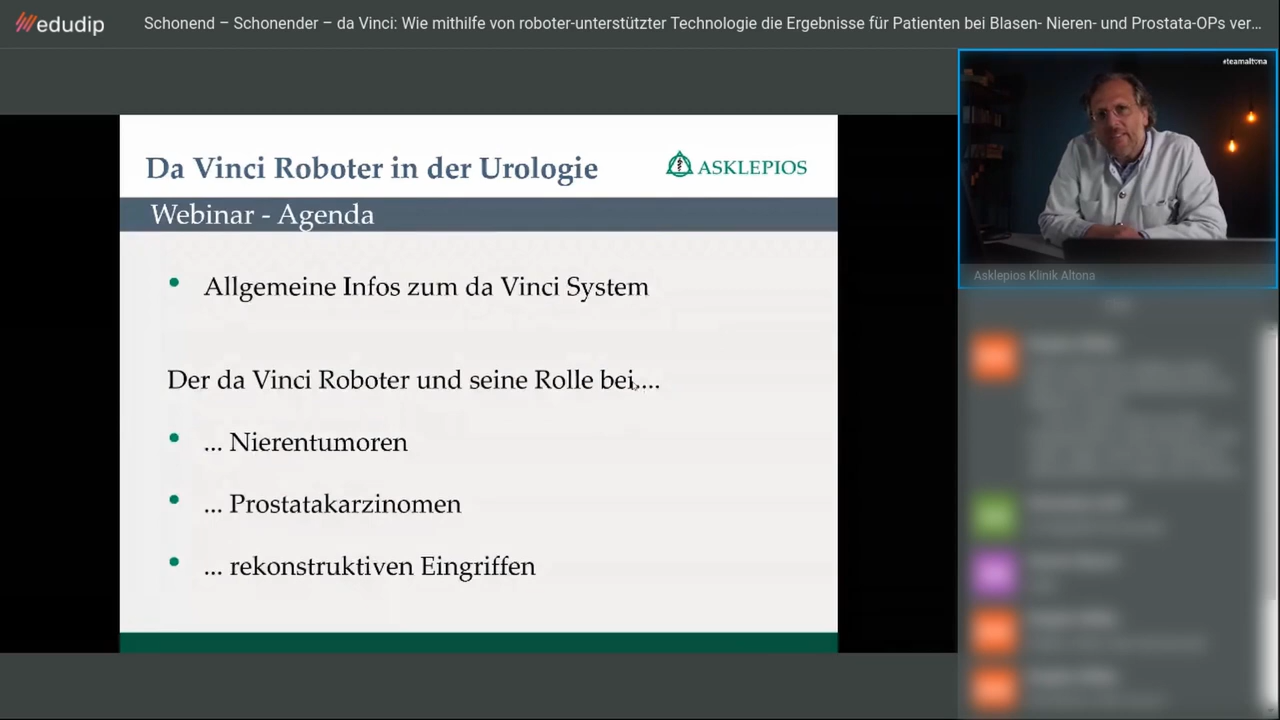 edudip
Schonend – Schonender – da Vinci: Wie mithilfe von roboter-unterstützter Technologie die Ergebnisse für Patienten bei Blasen- Nieren- und Prostata-OPs ver...
#teamaltona
Da Vinci Roboter in der Urologie
ASKLEPIOS
Webinar - Agenda
Asklepios Klinik Altona
• Allgemeine Infos zum da Vinci System
Der da Vinci Roboter und seine Rolle bei....
• ... Nierentumoren
• ... Prostatakarzinomen
• ... rekonstruktiven Eingriffen